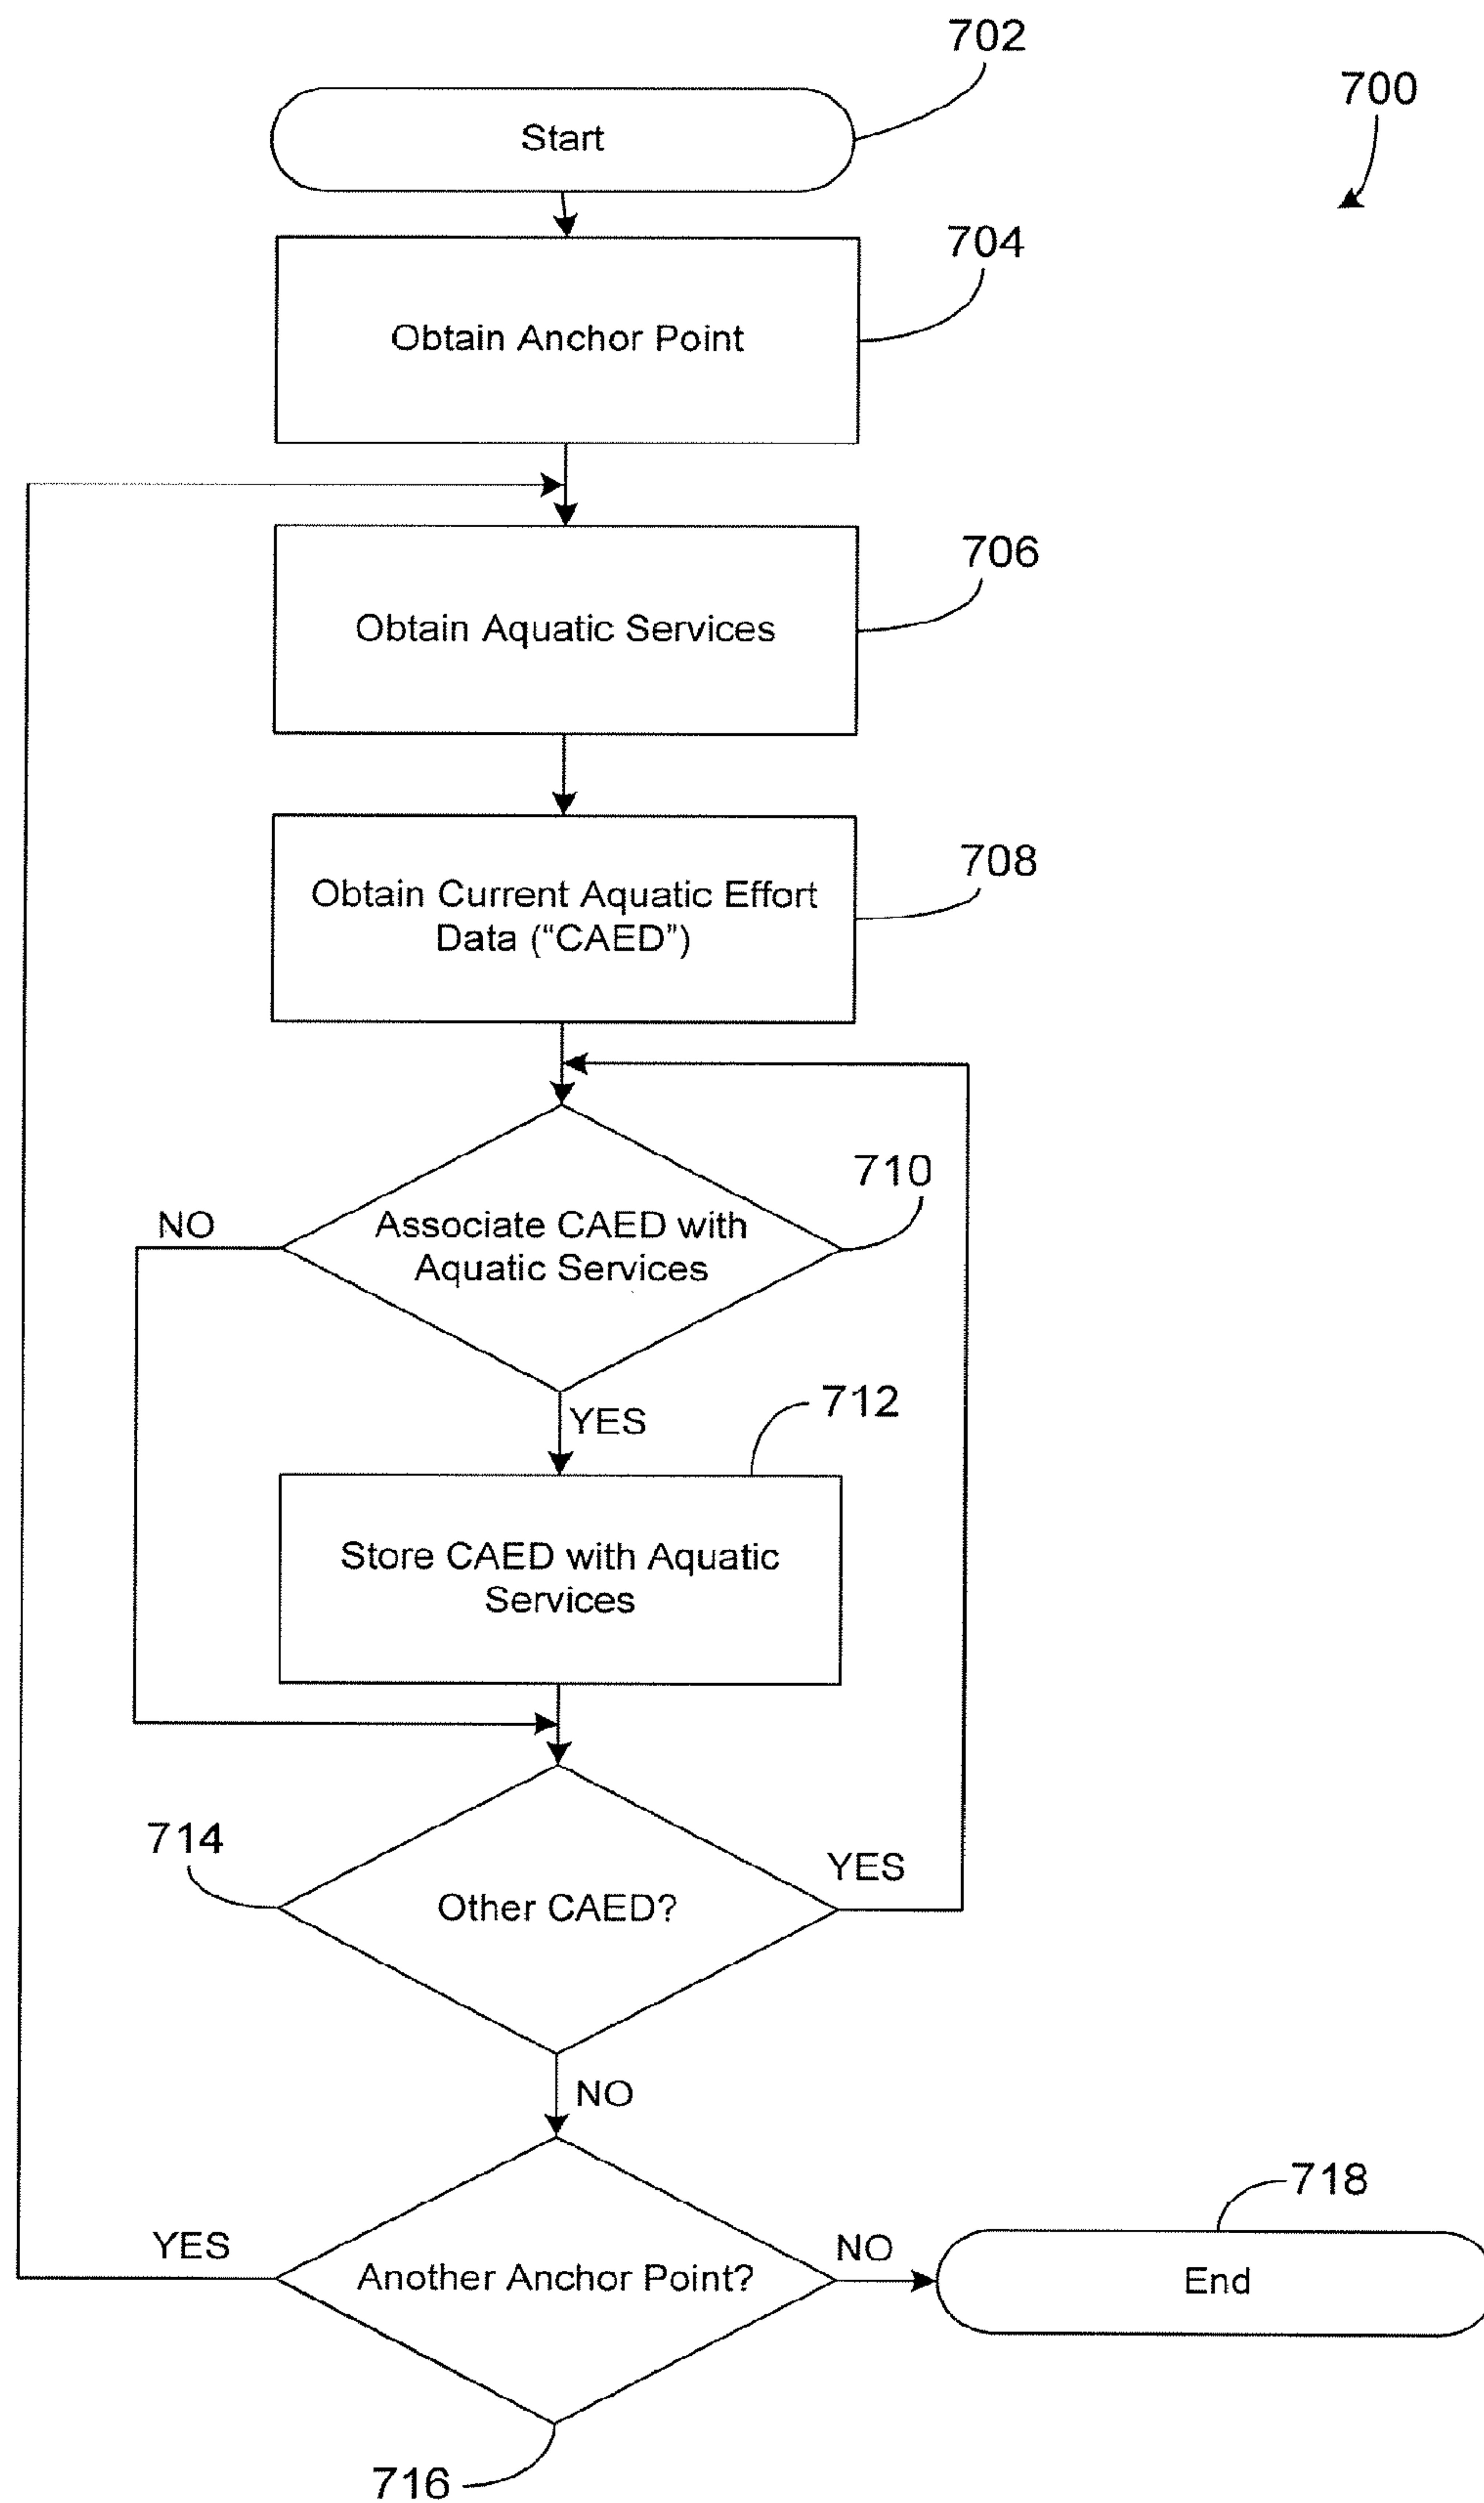 702
700
Start
704
Obtain Anchor Point
706
Obtain Aquatic Services
708
Obtain Current Aquatic Effort
Data (“CAED”)
710
NO
Associate CAED with
Aquatic Services
YES
712
Store CAED with Aquatic
Services
714
YES
Other CAED?
NO
718
YES
NO
Another Anchor Point?
End
716